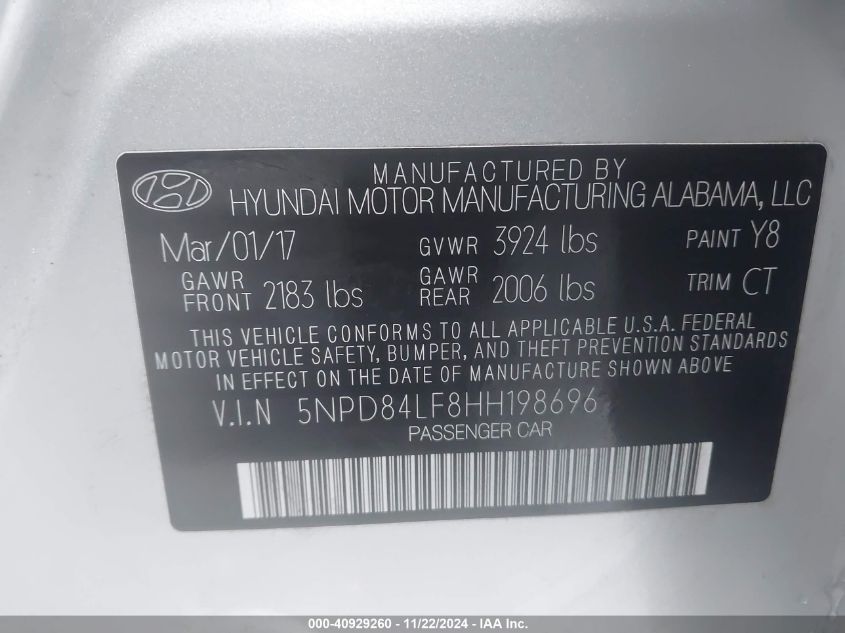 MANUFACTURED BY
HYUNDAI MOTOR MANUFACTURING ALABAMA, LLC
Mar/01/17 GVWR 3924 lbs PAINT Y8
GAWR FRONT 2183 lbs GAWR REAR 2006 lbs TRIM CT
THIS VEHICLE CONFORMS TO ALL APPLICABLE U.S.A. FEDERAL
MOTOR VEHICLE SAFETY, BUMPER, AND THEFT PREVENTION STANDARDS
IN EFFECT ON THE DATE OF MANUFACTURE SHOWN ABOVE
V.I.N 5NPD84LF8HH198696
PASSENGER CAR
000-40929260 - 11/22/2024 - IAA Inc.